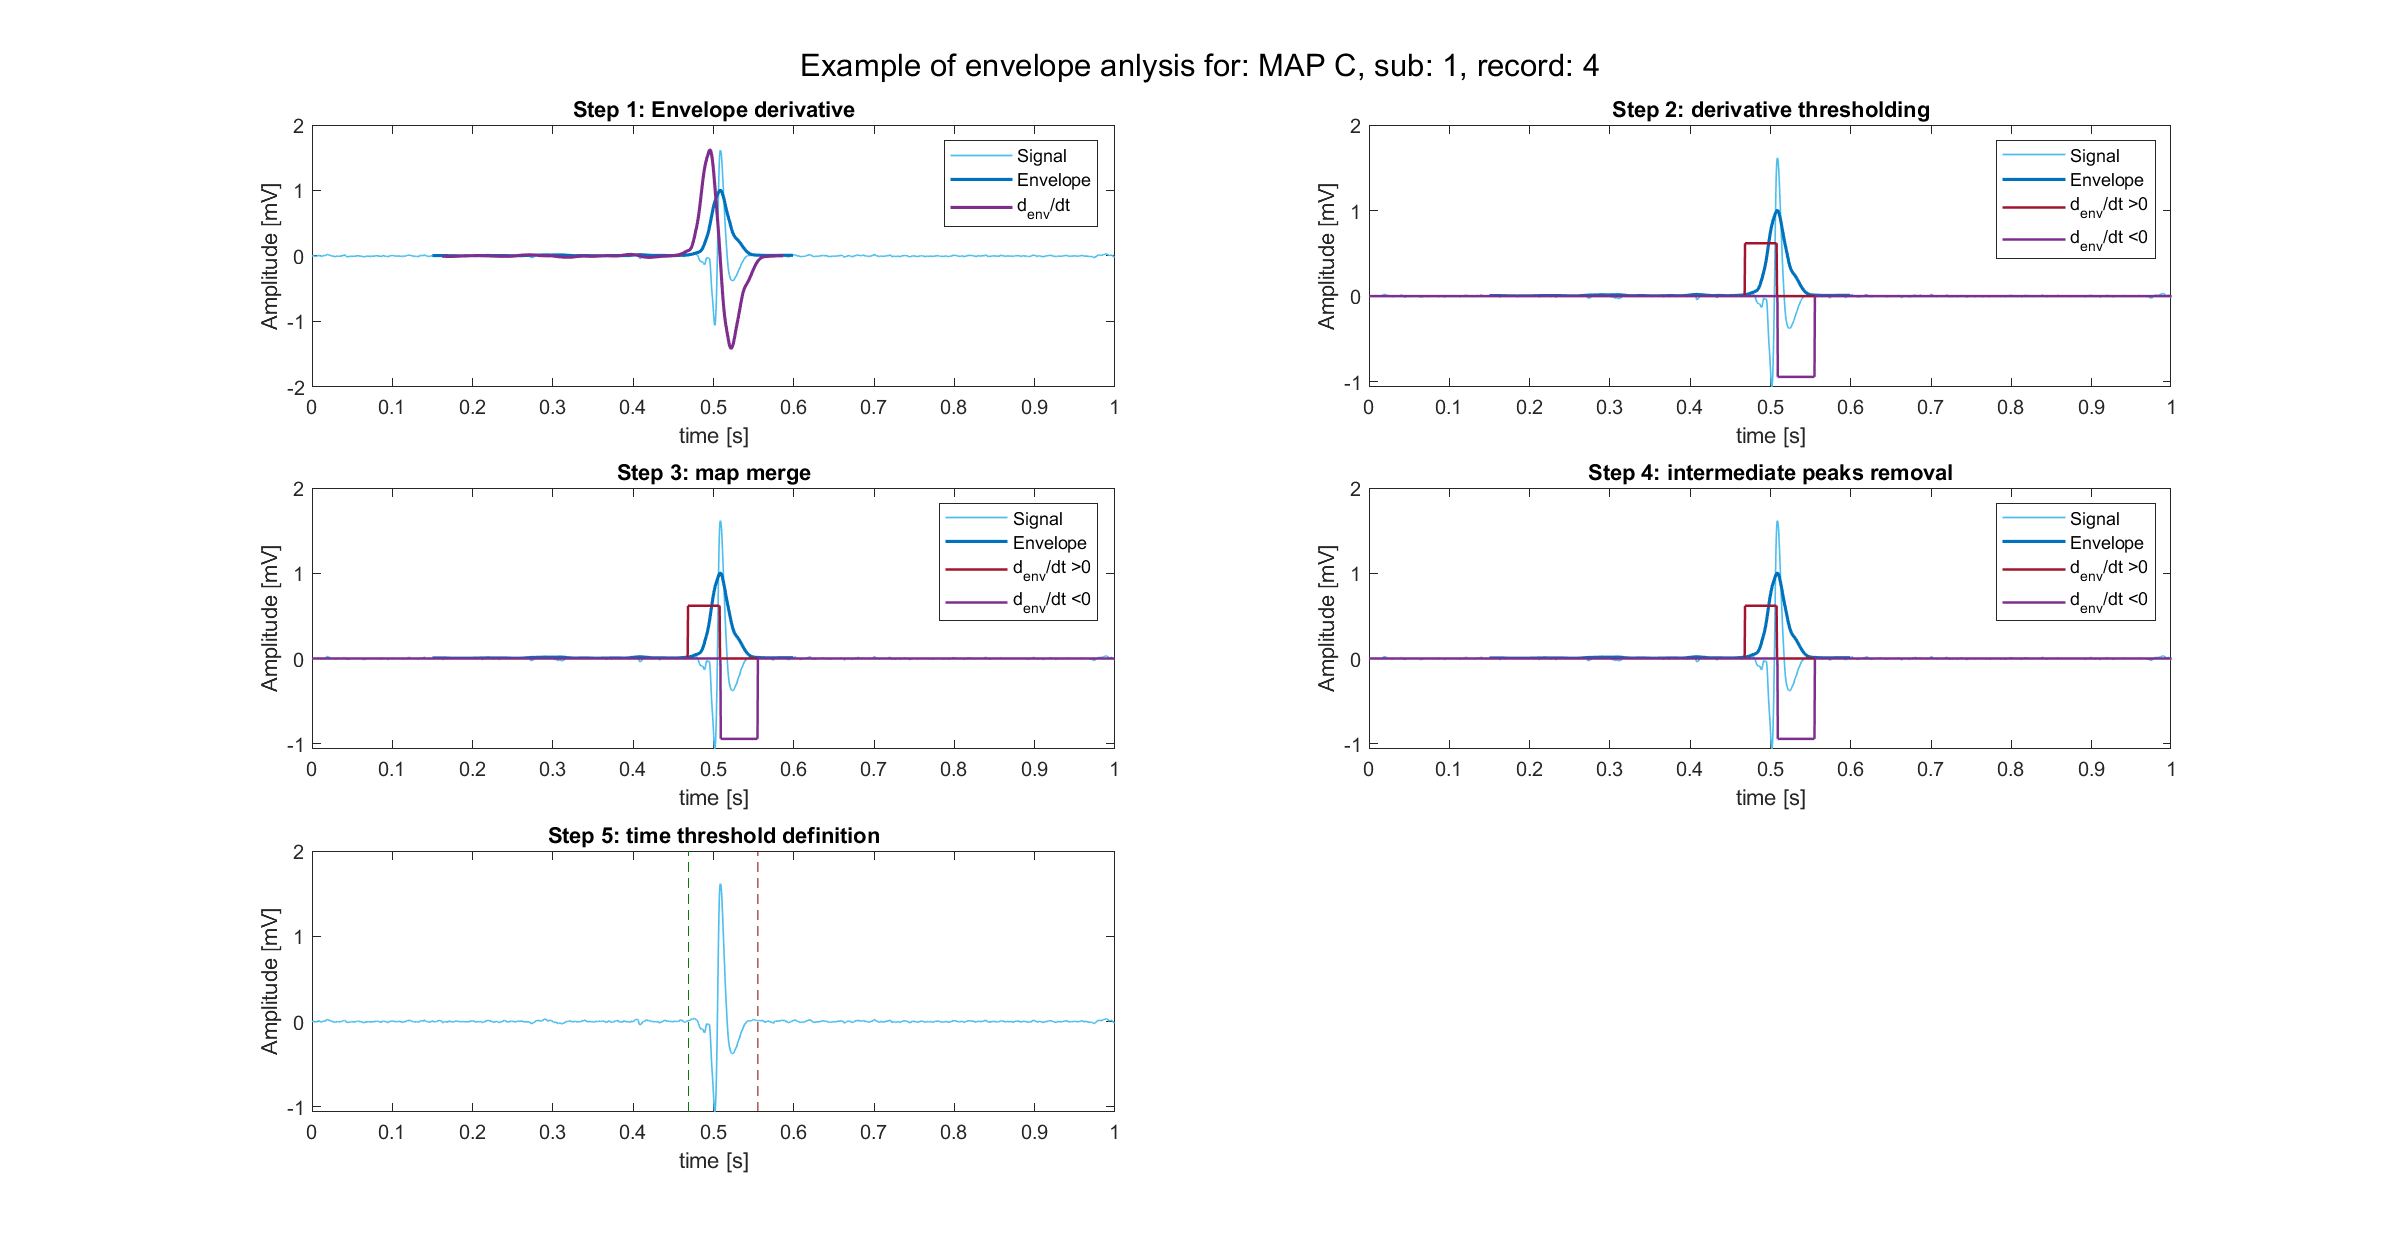 Example of envelope anlysis for: MAP C, sub: 1, record: 4
Step 1: Envelope derivative
2
1
0
-1
-2
Amplitude [mV]
0 0.1 0.2 0.3 0.4 0.5 0.6 0.7 0.8 0.9 1
time [s]
Signal
Envelope
d_env/dt
Step 2: derivative thresholding
2
1
0
-1
Amplitude [mV]
0 0.1 0.2 0.3 0.4 0.5 0.6 0.7 0.8 0.9 1
time [s]
Signal
Envelope
d_env/dt >0
d_env/dt <0
Step 3: map merge
2
1
0
-1
Amplitude [mV]
0 0.1 0.2 0.3 0.4 0.5 0.6 0.7 0.8 0.9 1
time [s]
Signal
Envelope
d_env/dt >0
d_env/dt <0
Step 4: intermediate peaks removal
2
1
0
-1
Amplitude [mV]
0 0.1 0.2 0.3 0.4 0.5 0.6 0.7 0.8 0.9 1
time [s]
Signal
Envelope
d_env/dt >0
d_env/dt <0
Step 5: time threshold definition
2
1
0
-1
Amplitude [mV]
0 0.1 0.2 0.3 0.4 0.5 0.6 0.7 0.8 0.9 1
time [s]